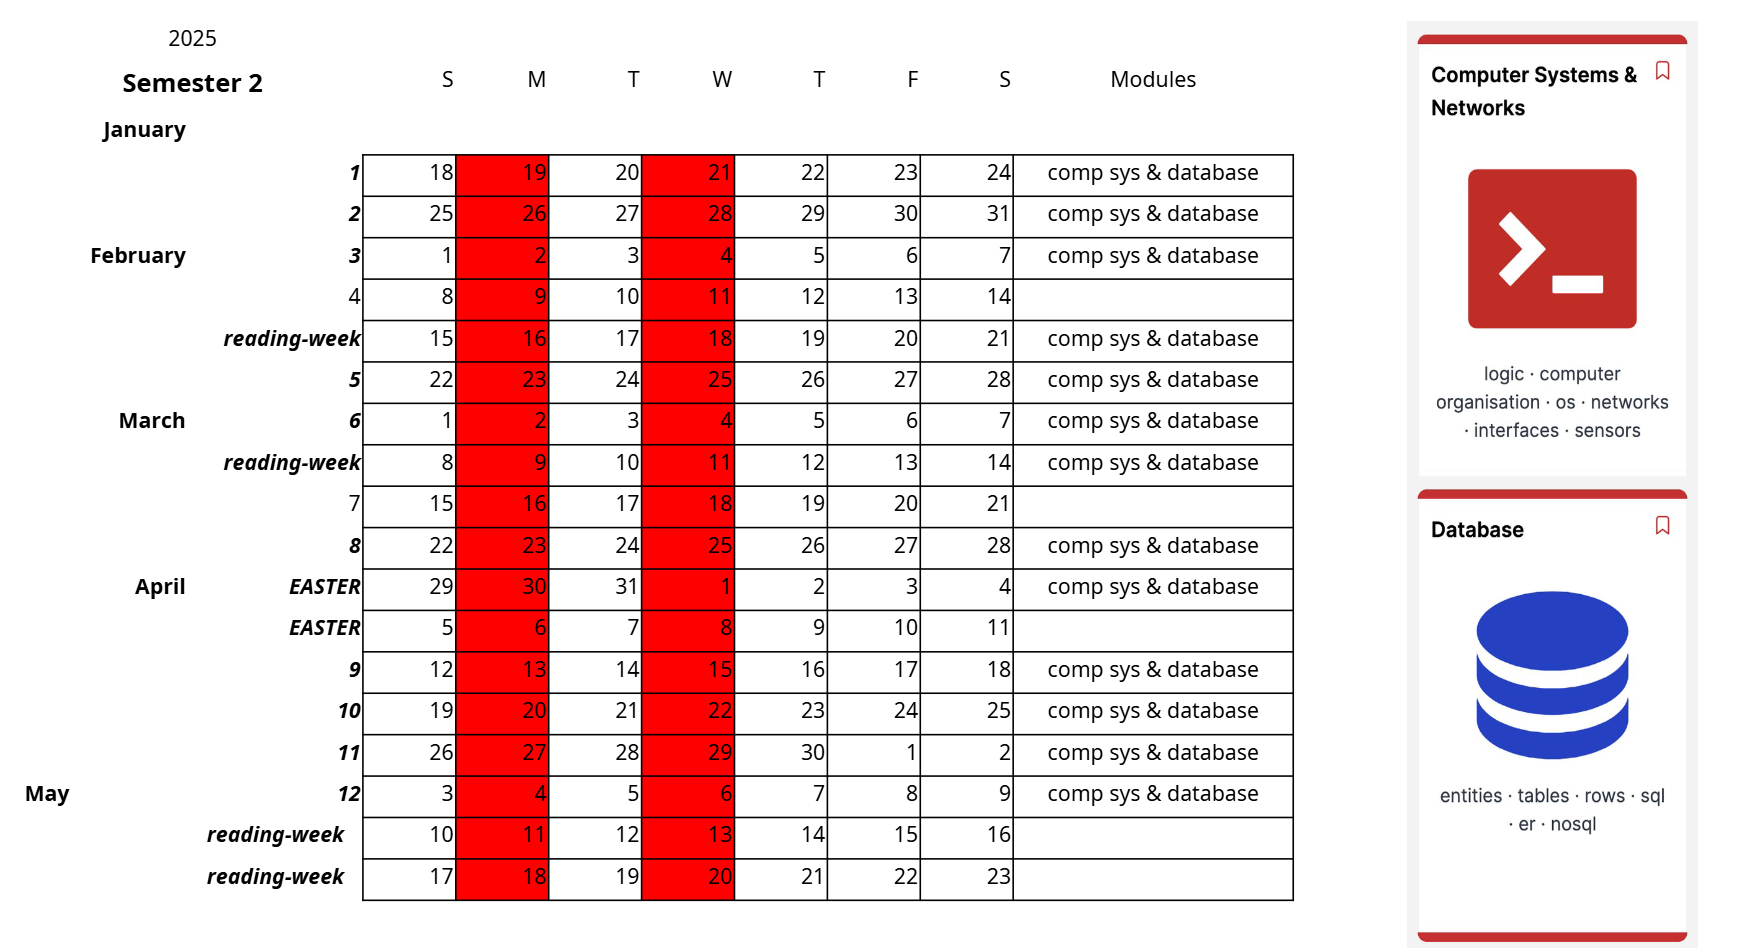 2025
Semester 2 S M T W T F S Modules
January
1 18 19 20 21 22 23 24 comp sys & database
2 25 26 27 28 29 30 31 comp sys & database
February 3 1 2 3 4 5 6 7 comp sys & database
4 8 9 10 11 12 13 14
reading-week 15 16 17 18 19 20 21 comp sys & database
5 22 23 24 25 26 27 28 comp sys & database
March 6 1 2 3 4 5 6 7 comp sys & database
reading-week 8 9 10 11 12 13 14 comp sys & database
7 15 16 17 18 19 20 21
8 22 23 24 25 26 27 28 comp sys & database
April EASTER 29 30 31 1 2 3 4 comp sys & database
EASTER 5 6 7 8 9 10 11
9 12 13 14 15 16 17 18 comp sys & database
10 19 20 21 22 23 24 25 comp sys & database
11 26 27 28 29 30 1 2 comp sys & database
May 12 3 4 5 6 7 8 9 comp sys & database
reading-week 10 11 12 13 14 15 16
reading-week 17 18 19 20 21 22 23
Computer Systems &
Networks
logic · computer
organisation · os · networks
· interfaces · sensors
Database
entities · tables · rows · sql
· er · nosql